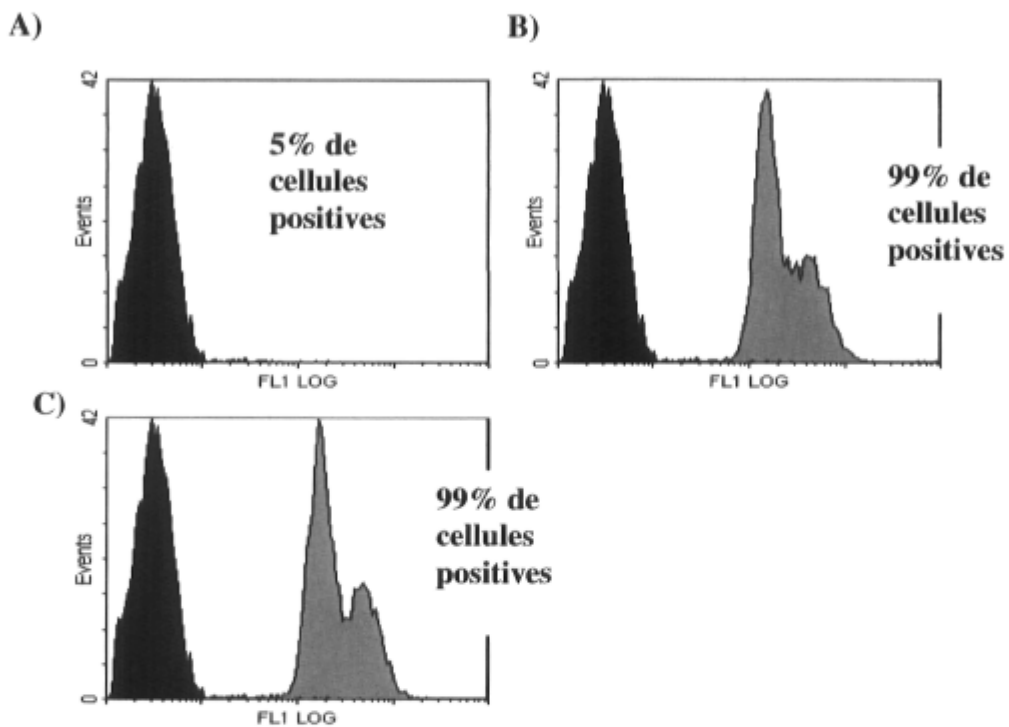 A)
42
Events
0
5% de
cellules
positives
FL1 LOG
B)
42
Events
0
99% de
cellules
positives
FL1 LOG
C)
42
Events
0
99% de
cellules
positives
FL1 LOG